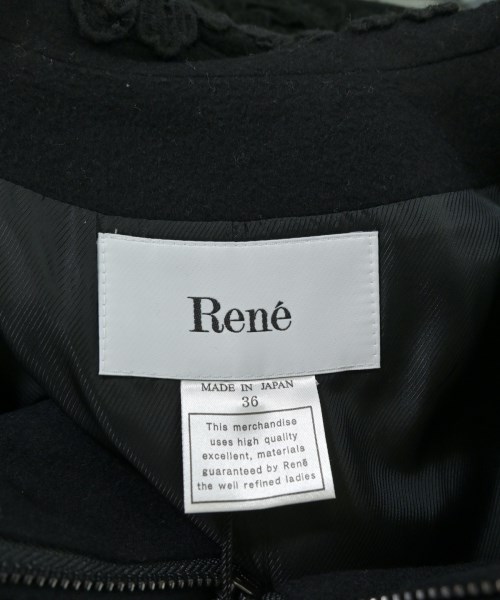 René
MADE IN JAPAN
36
This merchandise
uses high quality
excellent, materials
guaranteed by René
the well refined ladies